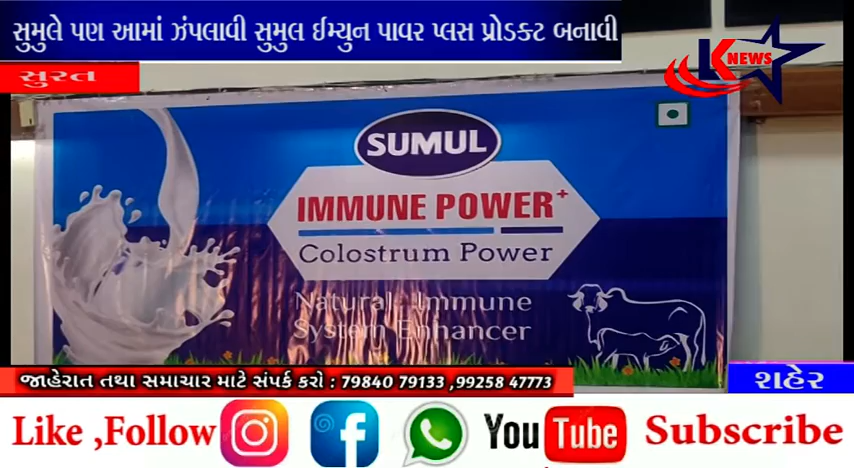 સુમુલે પણ આમાં ઝંપલાવી સુમુલ ઈમ્યુન પાવર પ્લસ પ્રોડક્ટ બનાવી
K NEWS
સુરત
SUMUL
IMMUNE POWER+
Colostrum Power
Natural Immune
System Enhancer
જાહેરાત તથા સમાચાર માટે સંપર્ક કરો : 79840 79133 ,99258 47773
શહેર
Like ,Follow You Tube Subscribe